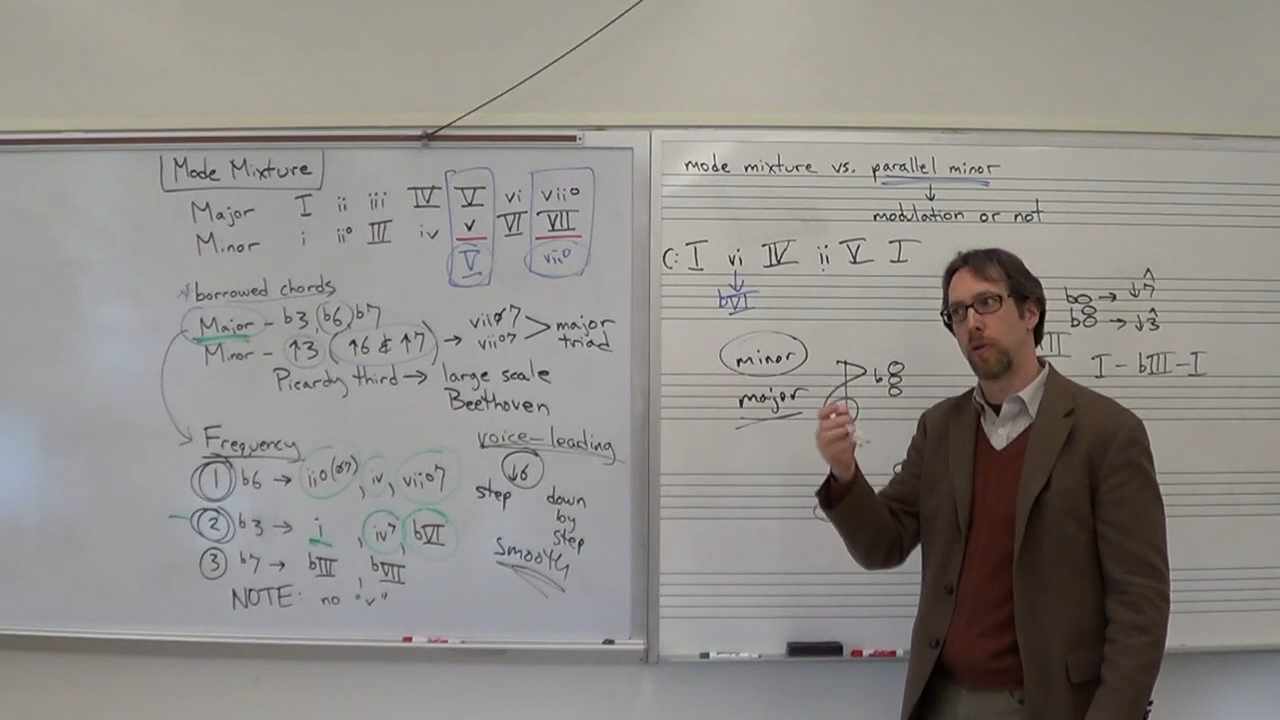 Mode Mixture
Major I ii iii IV V vi vii°
Minor i ii° III iv v VI VII
V vii°
borrowed chords
Major - b3, b6, b7
Minor - ↑3 (↑6 & ↑7) → viiø7 > major
vii°7 triad
Picardy third → large scale
Beethoven
Frequency
① b6 → ii°(ø7), iv, vii°7
② b3 → i, iv7, bVI
③ b7 → bIII, bVII
NOTE: no "v"
voice-leading
↓6
step down
by
step
smooth
mode mixture vs. parallel minor
↓
modulation or not
C: I vi IV ii V I
↓
bVI
minor
major
b
b → ↓7̂
b → ↓3̂
III
I - bIII - I